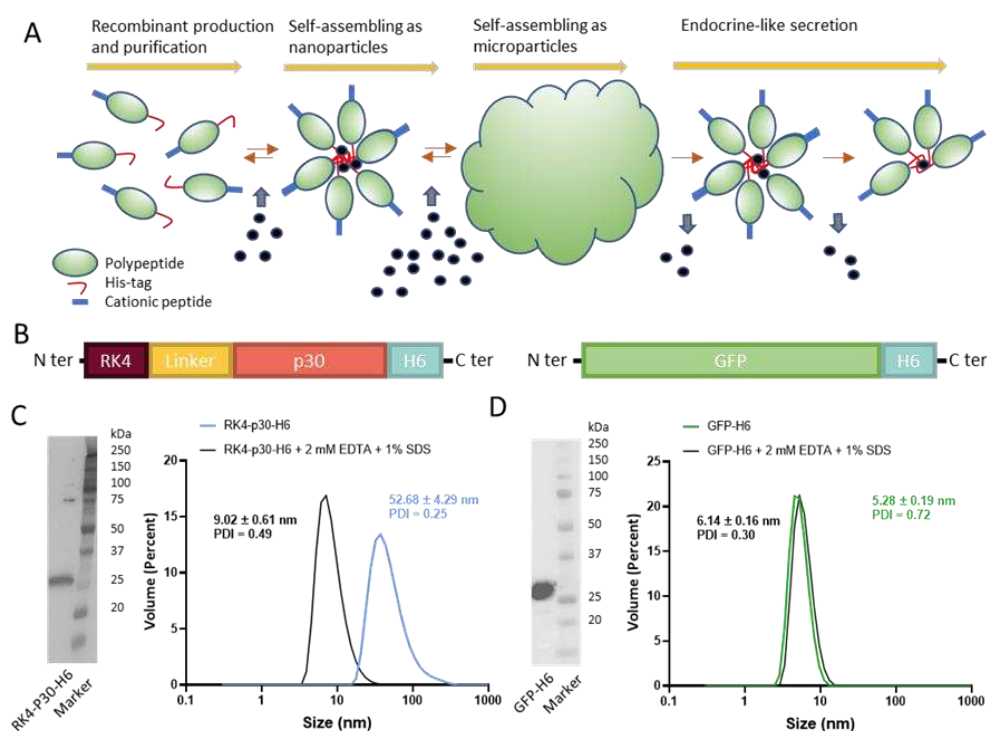 A
Recombinant production
and purification
Self-assembling as
nanoparticles
Self-assembling as
microparticles
Endocrine-like secretion
Polypeptide
His-tag
Cationic peptide
B
N ter
RK4
Linker
p30
H6
C ter
N ter
GFP
H6
C ter
C
kDa
250
150
100
75
50
37
25
20
RK4-P30-H6
Marker
RK4-p30-H6
RK4-p30-H6 + 2 mM EDTA + 1% SDS
Volume (Percent)
20
15
10
5
0
9.02 ± 0.61 nm
PDI = 0.49
52.68 ± 4.29 nm
PDI = 0.25
0.1
1
10
100
1000
Size (nm)
D
kDa
250
150
100
75
50
37
25
20
GFP-H6
Marker
GFP-H6
GFP-H6 + 2 mM EDTA + 1% SDS
Volume (Percent)
25
20
15
10
5
0
6.14 ± 0.16 nm
PDI = 0.30
5.28 ± 0.19 nm
PDI = 0.72
0.1
1
10
100
1000
Size (nm)